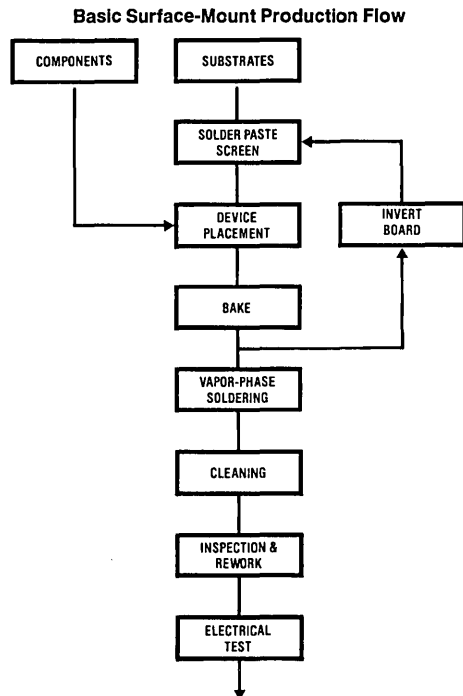 Basic Surface-Mount Production Flow
COMPONENTS
SUBSTRATES
SOLDER PASTE
SCREEN
DEVICE
PLACEMENT
INVERT
BOARD
BAKE
VAPOR-PHASE
SOLDERING
CLEANING
INSPECTION &
REWORK
ELECTRICAL
TEST